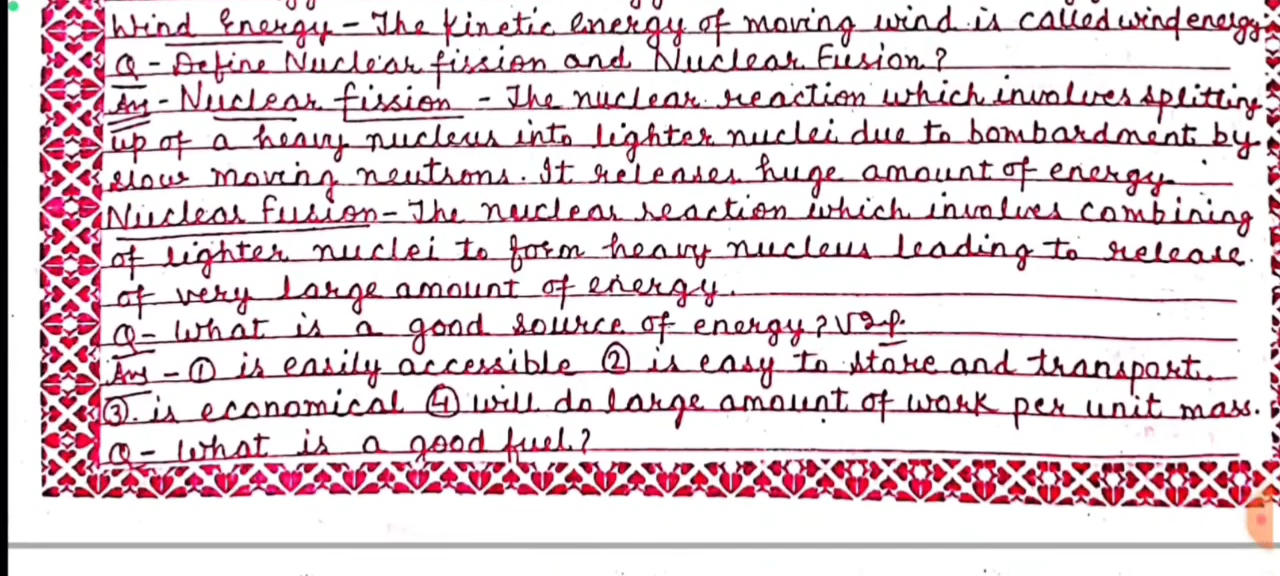 Wind Energy - The kinetic energy of moving wind is called wind energy
Q - Define Nuclear fission and Nuclear Fusion?
Ans - Nuclear fission - The nuclear reaction which involves splitting
up of a heavy nucleus into lighter nuclei due to bombardment by
slow moving neutrons. It releases huge amount of energy.
Nuclear fusion - The nuclear reaction which involves combining
of lighter nuclei to form heavy nucleus leading to release
of very large amount of energy.
Q - What is a good source of energy? V Imp.
Ans - ① is easily accessible ② is easy to store and transport.
③. is economical ④ will do large amount of work per unit mass.
Q - What is a good fuel?